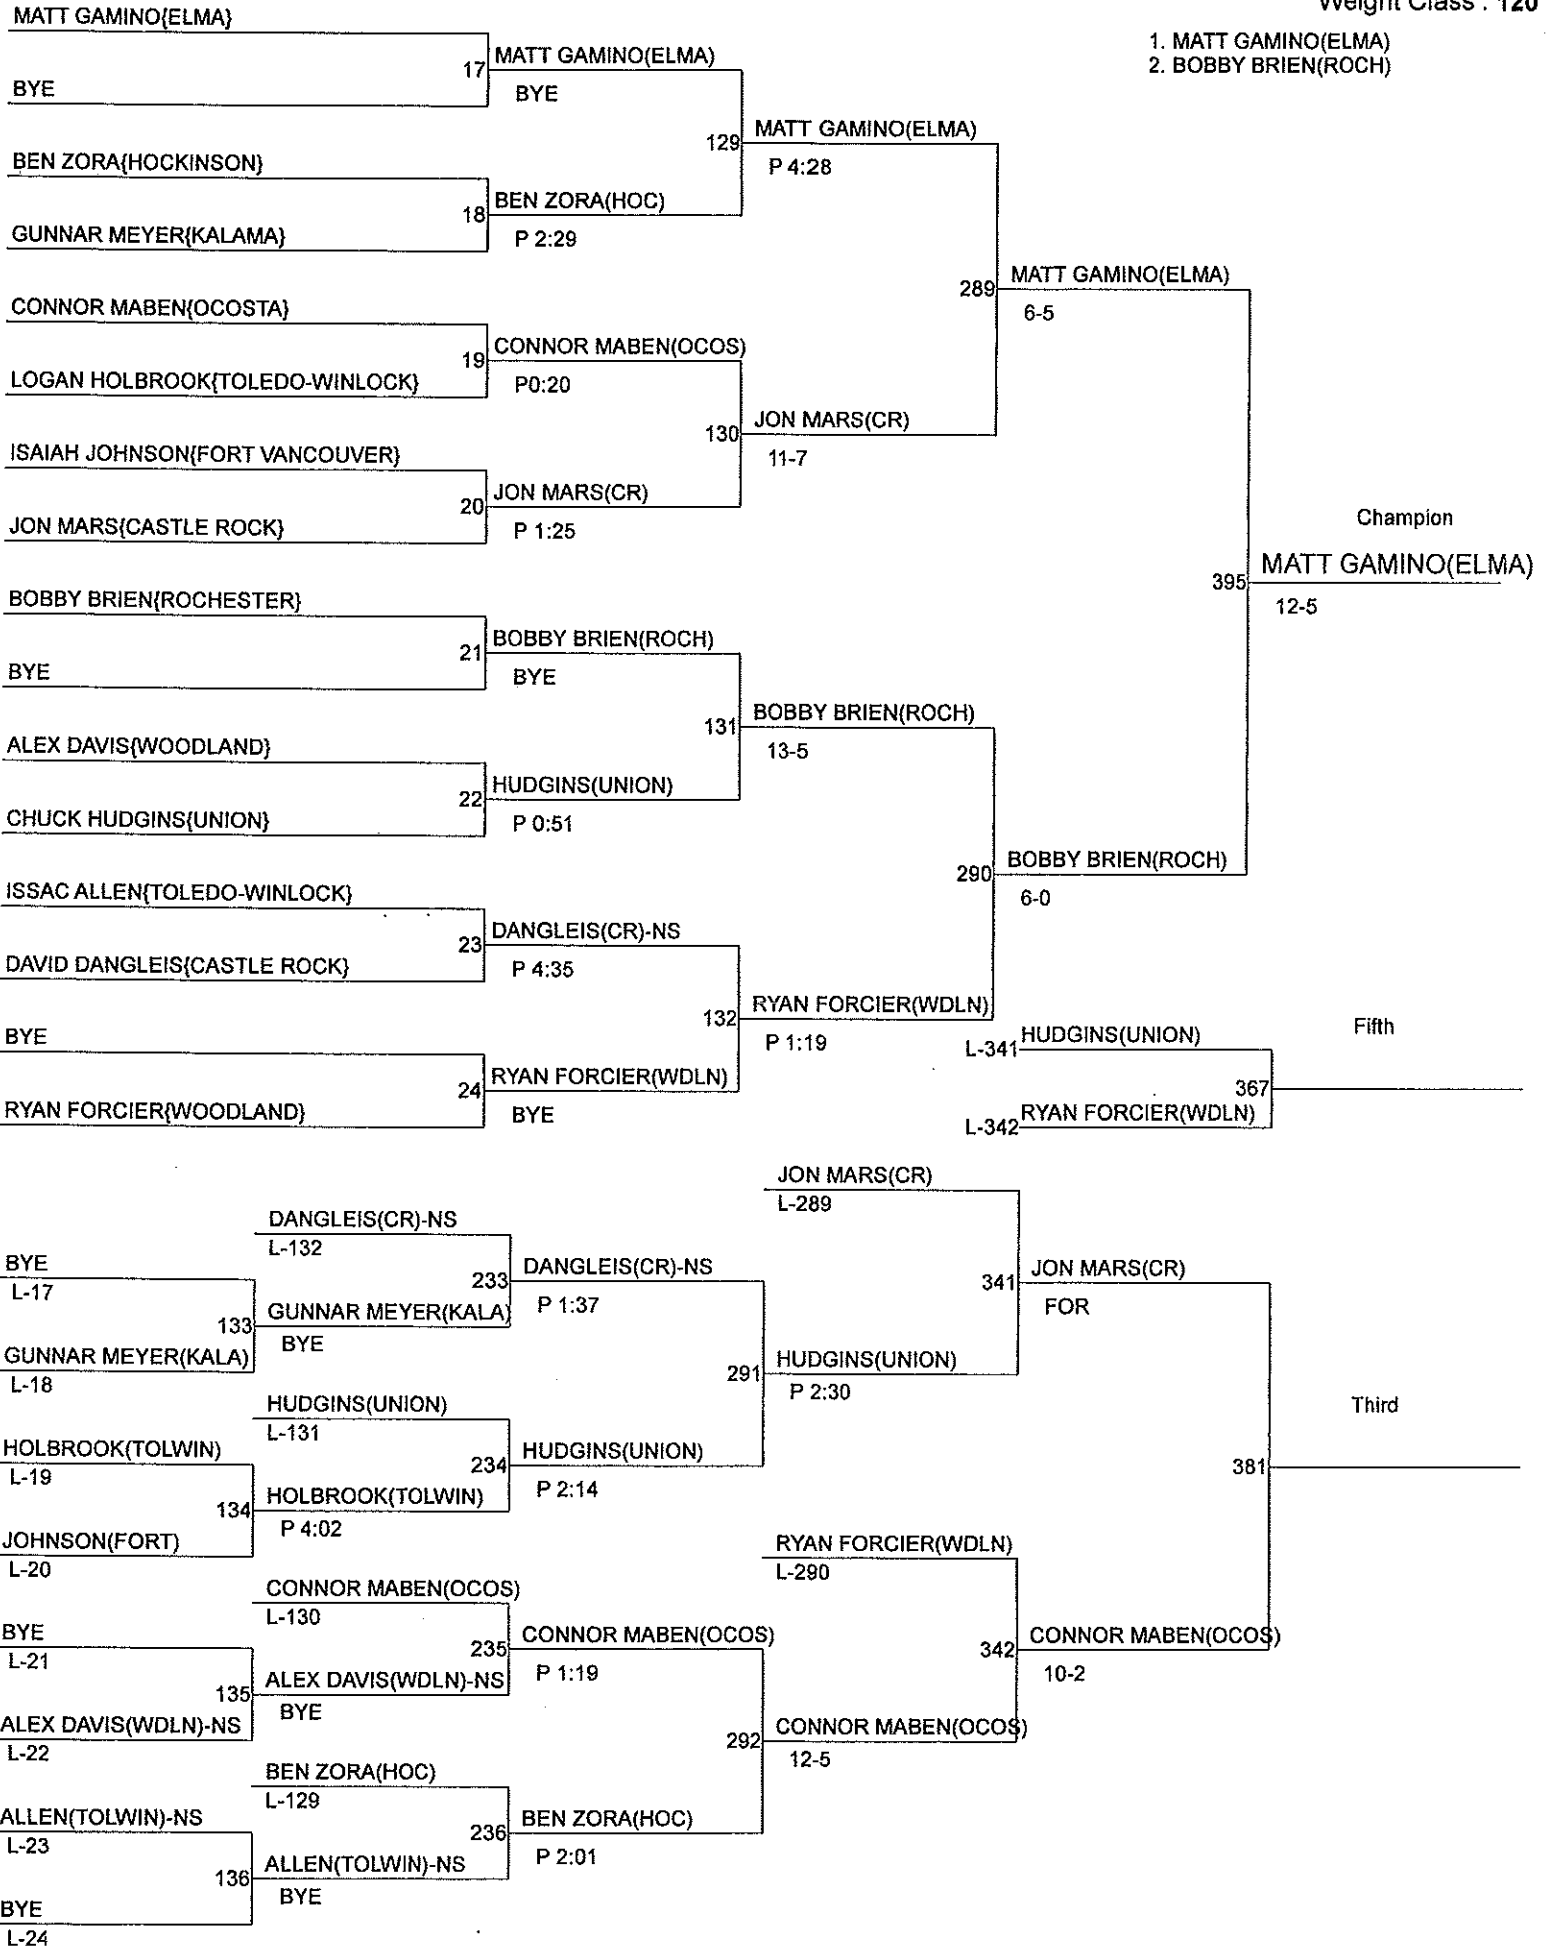 Weight Class : 120
1. MATT GAMINO(ELMA)
2. BOBBY BRIEN(ROCH)
MATT GAMINO{ELMA}
BYE
17
MATT GAMINO(ELMA)
BYE
BEN ZORA{HOCKINSON}
GUNNAR MEYER{KALAMA}
18
BEN ZORA(HOC)
P 2:29
129
MATT GAMINO(ELMA)
P 4:28
CONNOR MABEN{OCOSTA}
LOGAN HOLBROOK{TOLEDO-WINLOCK}
19
CONNOR MABEN(OCOS)
P0:20
ISAIAH JOHNSON{FORT VANCOUVER}
JON MARS{CASTLE ROCK}
20
JON MARS(CR)
P 1:25
130
JON MARS(CR)
11-7
289
MATT GAMINO(ELMA)
6-5
BOBBY BRIEN{ROCHESTER}
BYE
21
BOBBY BRIEN(ROCH)
BYE
ALEX DAVIS{WOODLAND}
CHUCK HUDGINS{UNION}
22
HUDGINS(UNION)
P 0:51
131
BOBBY BRIEN(ROCH)
13-5
ISSAC ALLEN{TOLEDO-WINLOCK}
DAVID DANGLEIS{CASTLE ROCK}
23
DANGLEIS(CR)-NS
P 4:35
BYE
RYAN FORCIER{WOODLAND}
24
RYAN FORCIER(WDLN)
BYE
132
RYAN FORCIER(WDLN)
P 1:19
290
BOBBY BRIEN(ROCH)
6-0
Champion
395
MATT GAMINO(ELMA)
12-5
Fifth
L-341
HUDGINS(UNION)
L-342
RYAN FORCIER(WDLN)
367
BYE
L-17
GUNNAR MEYER(KALA)
L-18
133
DANGLEIS(CR)-NS
L-132
GUNNAR MEYER(KALA)
BYE
233
DANGLEIS(CR)-NS
P 1:37
HOLBROOK(TOLWIN)
L-19
JOHNSON(FORT)
L-20
134
HUDGINS(UNION)
L-131
HOLBROOK(TOLWIN)
P 4:02
234
HUDGINS(UNION)
P 2:14
291
JON MARS(CR)
L-289
HUDGINS(UNION)
P 2:30
341
JON MARS(CR)
FOR
BYE
L-21
ALEX DAVIS(WDLN)-NS
L-22
135
CONNOR MABEN(OCOS)
L-130
ALEX DAVIS(WDLN)-NS
BYE
235
CONNOR MABEN(OCOS)
P 1:19
ALLEN(TOLWIN)-NS
L-23
BYE
L-24
136
BEN ZORA(HOC)
L-129
ALLEN(TOLWIN)-NS
BYE
236
BEN ZORA(HOC)
P 2:01
292
RYAN FORCIER(WDLN)
L-290
CONNOR MABEN(OCOS)
12-5
342
CONNOR MABEN(OCOS)
10-2
Third
381